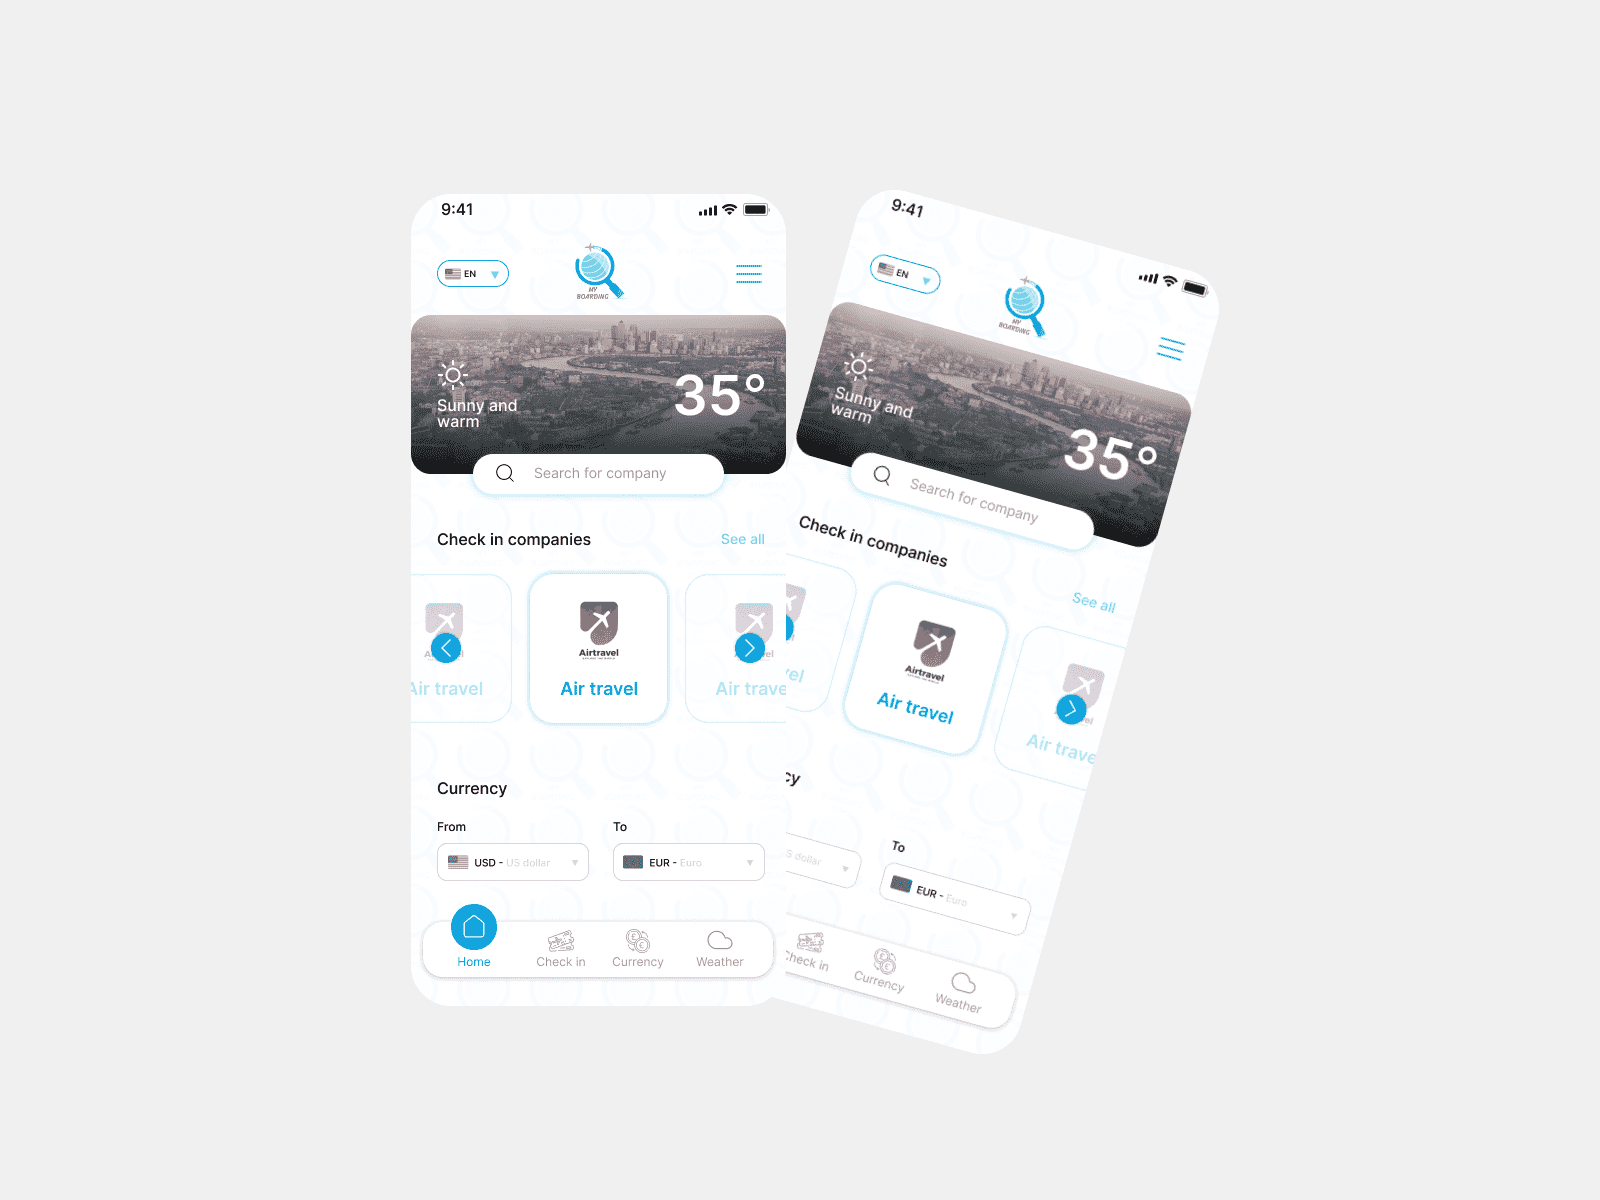 9:41
EN
MY
BOARDING
Sunny and
warm
35°
Search for company
Check in companies
See all
Airtravel
Air travel
Air travel
Air trave
Currency
From
To
USD - US dollar
EUR - Euro
Home
Check in
Currency
Weather
9:41
EN
MY
BOARDING
Sunny and
warm
35°
Search for company
Check in companies
See all
Airtravel
vel
Air travel
Air trave
cy
To
S dollar
EUR - Euro
Check in
Currency
Weather